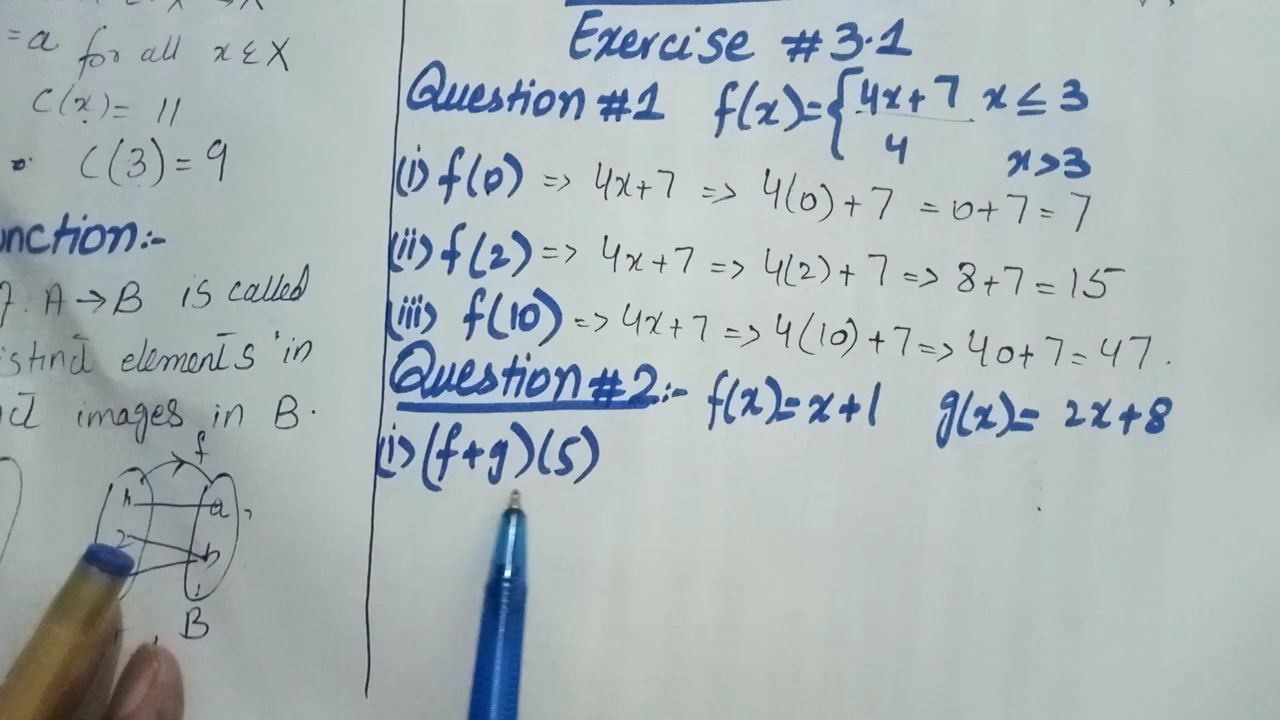 =a for all x ε X
C(x)= 11
C(3)= 9
nction:-
A → B is called
elements in
images in B.
f
1 a
2 b
B
Exercise #3.1
Question #1 f(x)={4x+7 x ≤ 3
4 x>3
(i) f(0) => 4x+7 => 4(0)+7 =0+7=7
(ii) f(2) => 4x+7 => 4(2)+7 => 8+7=15
(iii) f(10) => 4x+7 => 4(10)+7 => 40+7=47.
Question #2:- f(x)=x+1 g(x)= 2x+8
(i) (f+g)(5)